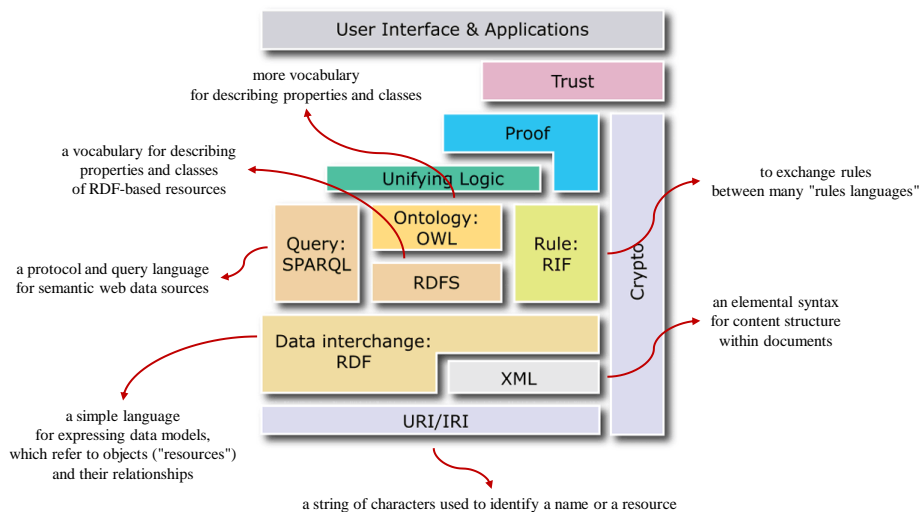 User Interface & Applications
more vocabulary
for describing properties and classes
Trust
Proof
a vocabulary for describing
properties and classes
of RDF-based resources
Unifying Logic
to exchange rules
between many "rules languages"
Ontology:
OWL
Query:
SPARQL
Rule:
RIF
Crypto
a protocol and query language
for semantic web data sources
RDFS
an elemental syntax
for content structure
within documents
Data interchange:
RDF
XML
a simple language
for expressing data models,
which refer to objects ("resources")
and their relationships
URI/IRI
a string of characters used to identify a name or a resource